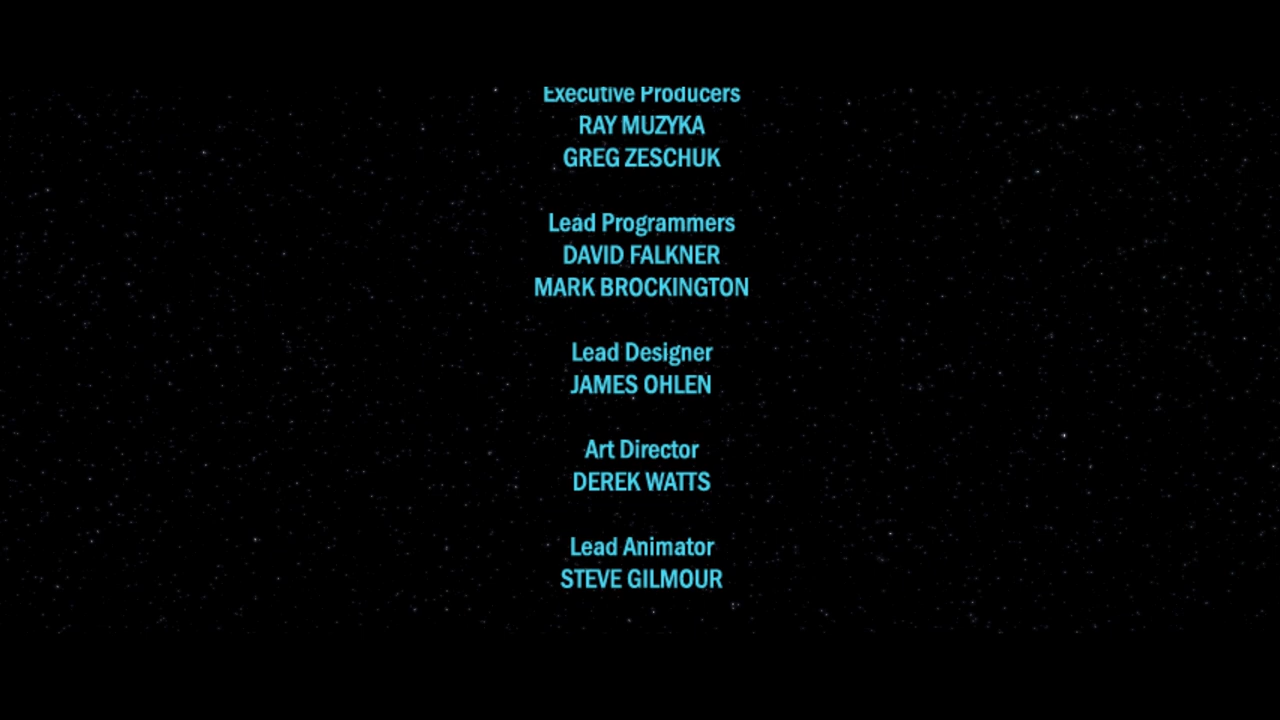 Executive Producers
RAY MUZYKA
GREG ZESCHUK
Lead Programmers
DAVID FALKNER
MARK BROCKINGTON
Lead Designer
JAMES OHLEN
Art Director
DEREK WATTS
Lead Animator
STEVE GILMOUR